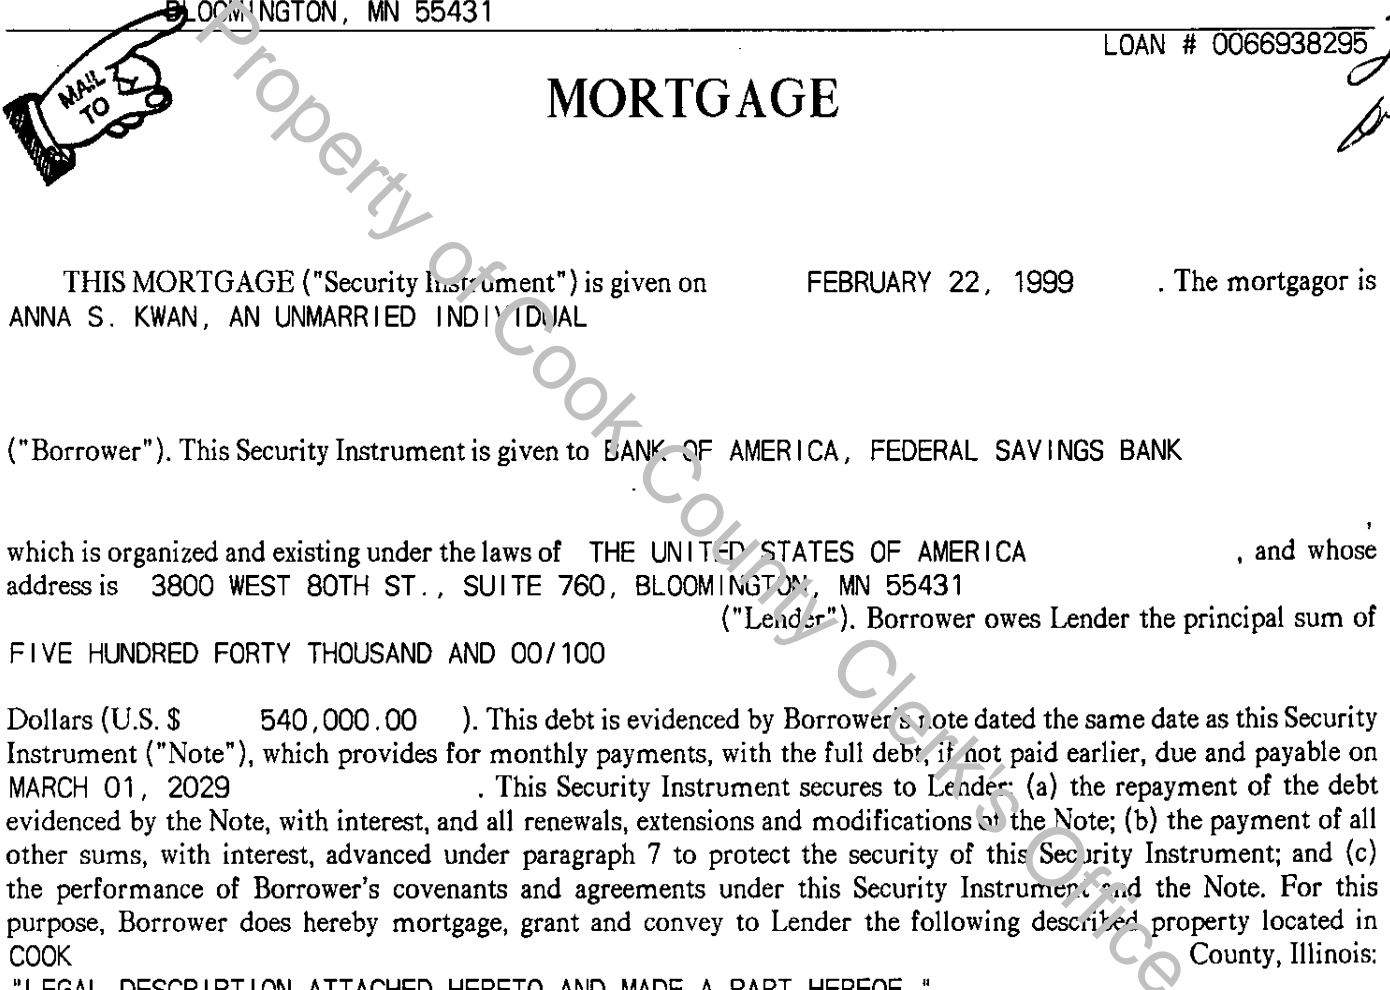 BLOOMINGTON, MN 55431
LOAN # 0066938295
MAIL TO
MORTGAGE
THIS MORTGAGE ("Security Instrument") is given on FEBRUARY 22, 1999 . The mortgagor is
ANNA S. KWAN, AN UNMARRIED INDIVIDUAL
("Borrower"). This Security Instrument is given to BANK OF AMERICA, FEDERAL SAVINGS BANK
,
which is organized and existing under the laws of THE UNITED STATES OF AMERICA , and whose
address is 3800 WEST 80TH ST., SUITE 760, BLOOMINGTON, MN 55431
("Lender"). Borrower owes Lender the principal sum of
FIVE HUNDRED FORTY THOUSAND AND 00/100
Dollars (U.S. $ 540,000.00 ). This debt is evidenced by Borrower's note dated the same date as this Security
Instrument ("Note"), which provides for monthly payments, with the full debt, if not paid earlier, due and payable on
MARCH 01, 2029 . This Security Instrument secures to Lender: (a) the repayment of the debt
evidenced by the Note, with interest, and all renewals, extensions and modifications of the Note; (b) the payment of all
other sums, with interest, advanced under paragraph 7 to protect the security of this Security Instrument; and (c)
the performance of Borrower's covenants and agreements under this Security Instrument and the Note. For this
purpose, Borrower does hereby mortgage, grant and convey to Lender the following described property located in
COOK County, Illinois:
"LEGAL DESCRIPTION ATTACHED HERETO AND MADE A PART HEREOF."
Property of Cook County Clerk's Office